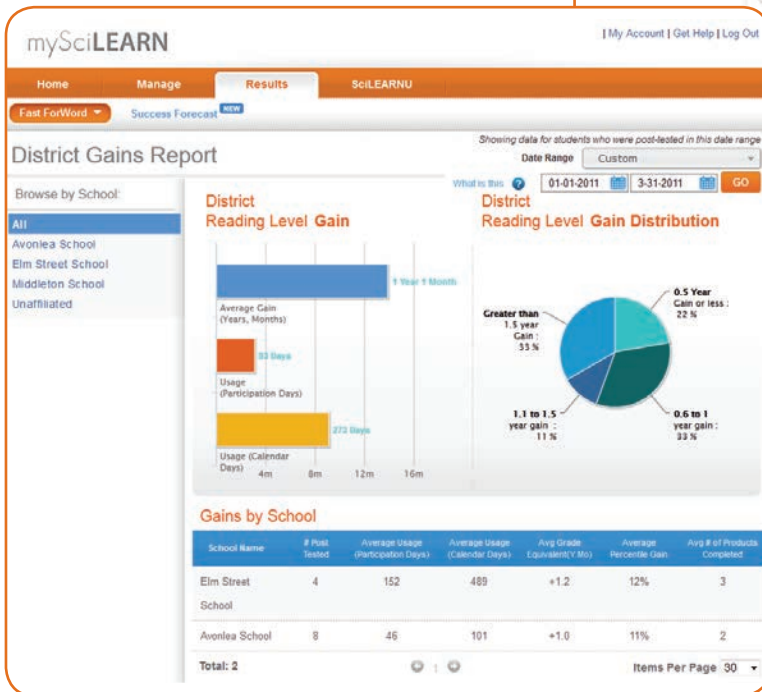 mySciLEARN
| My Account | Get Help | Log Out
Home Manage Results SciLEARNU
Fast ForWord Success Forecast NEW
Showing data for students who were post-tested in this date range
District Gains Report
Date Range Custom
What is this ? 01-01-2011 3-31-2011 GO
Browse by School:
All
Avonlea School
Elm Street School
Middleton School
Unaffiliated
District
Reading Level Gain
1 Year 1 Month
Average Gain
(Years, Months)
Days
Usage
(Participation Days)
272 Days
Usage (Calendar
Days)
4m 8m 12m 16m
District
Reading Level Gain Distribution
0.5 Year
Gain or less :
22 %
Greater than
1.5 year
Gain :
33 %
1.1 to 1.5
year gain :
11 %
0.6 to 1
year gain :
33 %
Gains by School
School Name # Post Tested Average Usage (Participation Days) Average Usage (Calendar Days) Avg Grade Equivalent(Y.Mo) Average Percentile Gain Avg # of Products Completed
Elm Street School 4 152 489 +1.2 12% 3
Avonlea School 8 46 101 +1.0 11% 2
Total: 2 1 Items Per Page 30